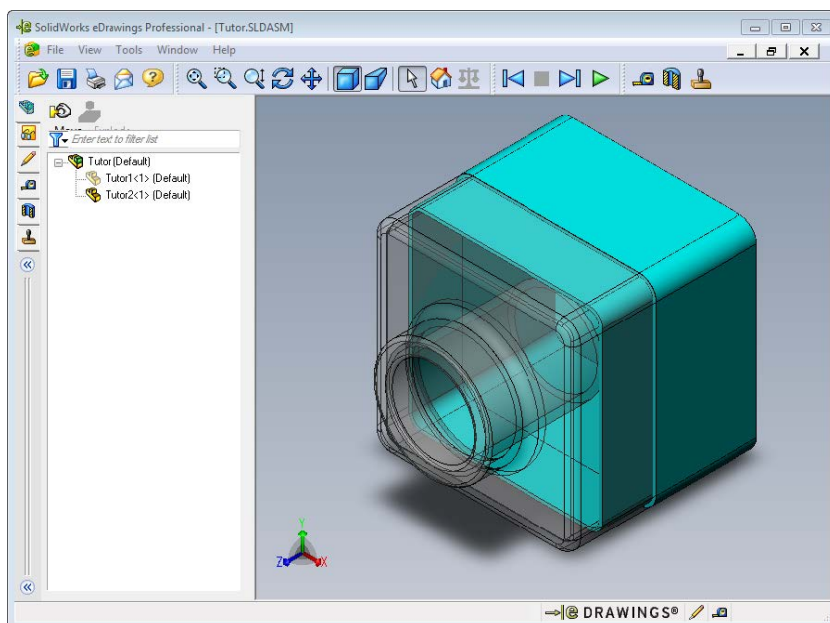 SolidWorks eDrawings Professional - [Tutor.SLDASM]
File View Tools Window Help
Enter text to filter list
Tutor (Default)
Tutor1<1> (Default)
Tutor2<1> (Default)
Y
Z X
e DRAWINGS®